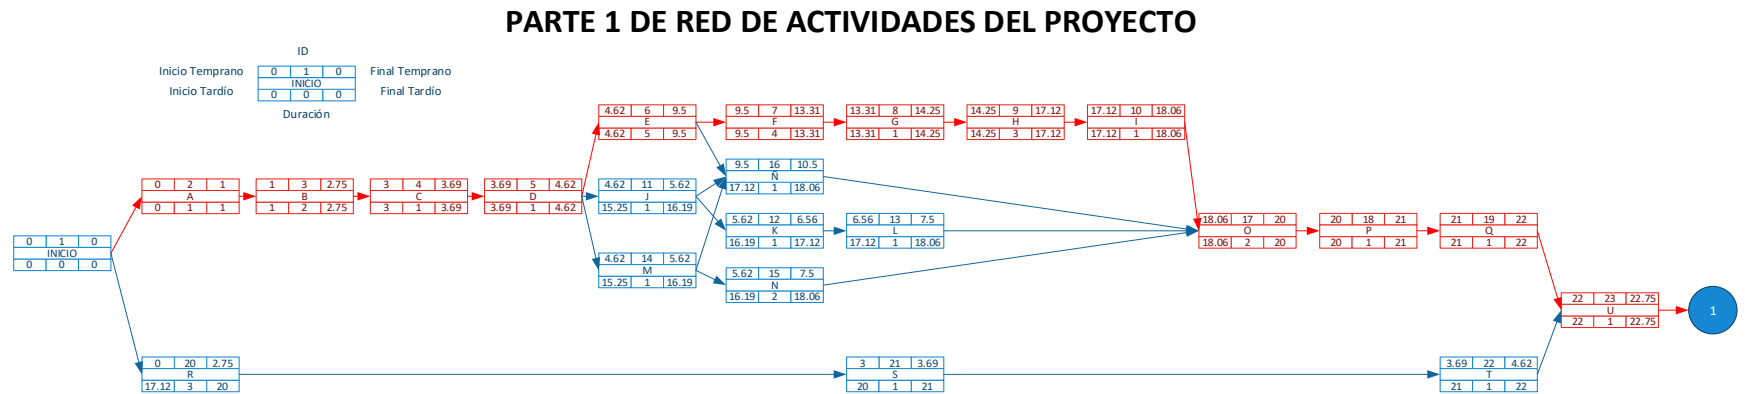 PARTE 1 DE RED DE ACTIVIDADES DEL PROYECTO
ID
Inicio Temprano 0 1 0 Final Temprano
INICIO
Inicio Tardío 0 0 0 Final Tardío
Duración
4.62 6 9.5
E
4.62 5 9.5
9.5 7 13.31
F
9.5 4 13.31
13.31 8 14.25
G
13.31 1 14.25
14.25 9 17.12
H
14.25 3 17.12
17.12 10 18.06
I
17.12 1 18.06
9.5 16 10.5
Ñ
17.12 1 18.06
0 2 1
A
0 1 1
1 3 2.75
B
1 2 2.75
3 4 3.69
C
3 1 3.69
3.69 5 4.62
D
3.69 1 4.62
4.62 11 5.62
J
15.25 1 16.19
5.62 12 6.56
K
16.19 1 17.12
6.56 13 7.5
L
17.12 1 18.06
18.06 17 20
O
18.06 2 20
20 18 21
P
20 1 21
21 19 22
Q
21 1 22
0 1 0
INICIO
0 0 0
4.62 14 5.62
M
15.25 1 16.19
5.62 15 7.5
N
16.19 2 18.06
22 23 22.75
U
22 1 22.75
1
0 20 2.75
R
17.12 3 20
3 21 3.69
S
20 1 21
3.69 22 4.62
T
21 1 22